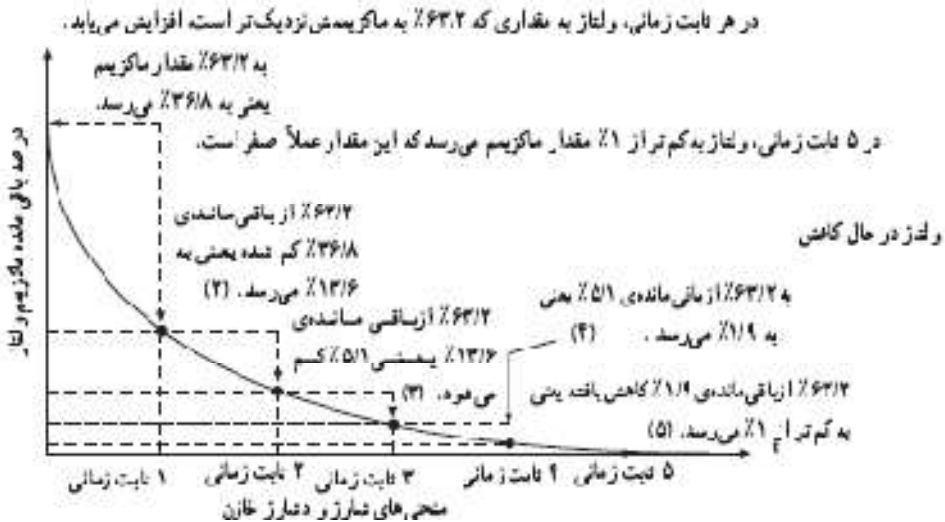 در هر ثابت زمانی، ولتاژ به مقداری که ۶۳.۲٪ به ماکزیممش نزدیک‌تر است، افزایش می‌یابد.
به ۶۳/۲٪ مقدار ماکزیمم
یعنی به ۳۶/۸٪ می‌رسد.
در ۵ ثابت زمانی، ولتاژ به کم‌تر از ۱٪ مقدار ماکزیمم می‌رسد که این مقدار عملاً صفر است.
در صد باقی مانده ماکزیمم ولتاژ
۶۳/۲٪ از باقی‌مانده‌ی
۳۶/۸٪ کم شده یعنی به
۱۳/۶٪ می‌رسد. (۲)
ولتاژ در حال کاهش
۶۳/۲٪ ازباقی مانده‌ی
۱۳/۶٪ یعنی ۵/۱٪ کم
می‌شود. (۳)
به ۶۳/۲٪ از باقی‌مانده‌ی ۵/۱٪ یعنی
به ۱/۹٪ می‌رسد. (۴)
۶۳/۲٪ ازباقی‌مانده‌ی ۱/۹٪ کاهش یافته یعنی
به کم‌تر از ۱٪ می‌رسد. (۵)
۱ ثابت زمانی
۲ ثابت زمانی
۳ ثابت زمانی
۴ ثابت زمانی
۵ ثابت زمانی
منحنی‌های شارژ و دشارژ خازن